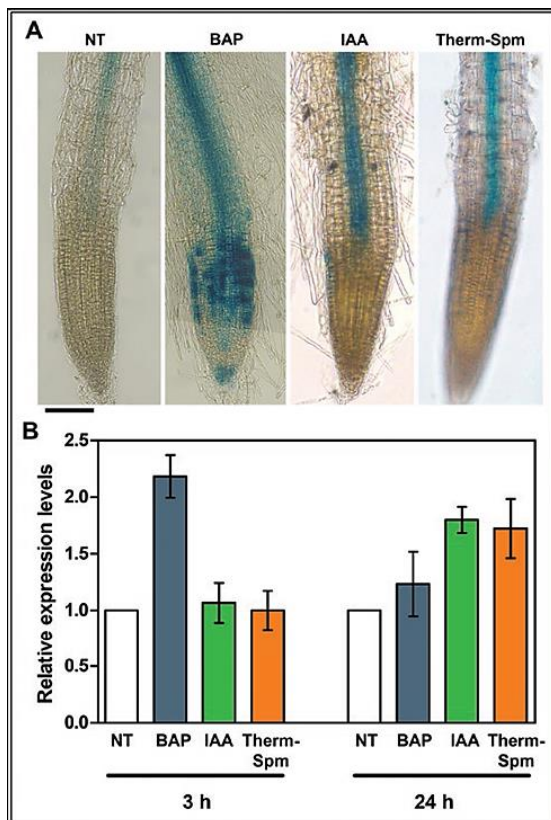 A
NT BAP IAA Therm-Spm
B
Relative expression levels
2.5
2.0
1.5
1.0
0.5
0.0
NT BAP IAA Therm-Spm NT BAP IAA Therm-Spm
3 h 24 h